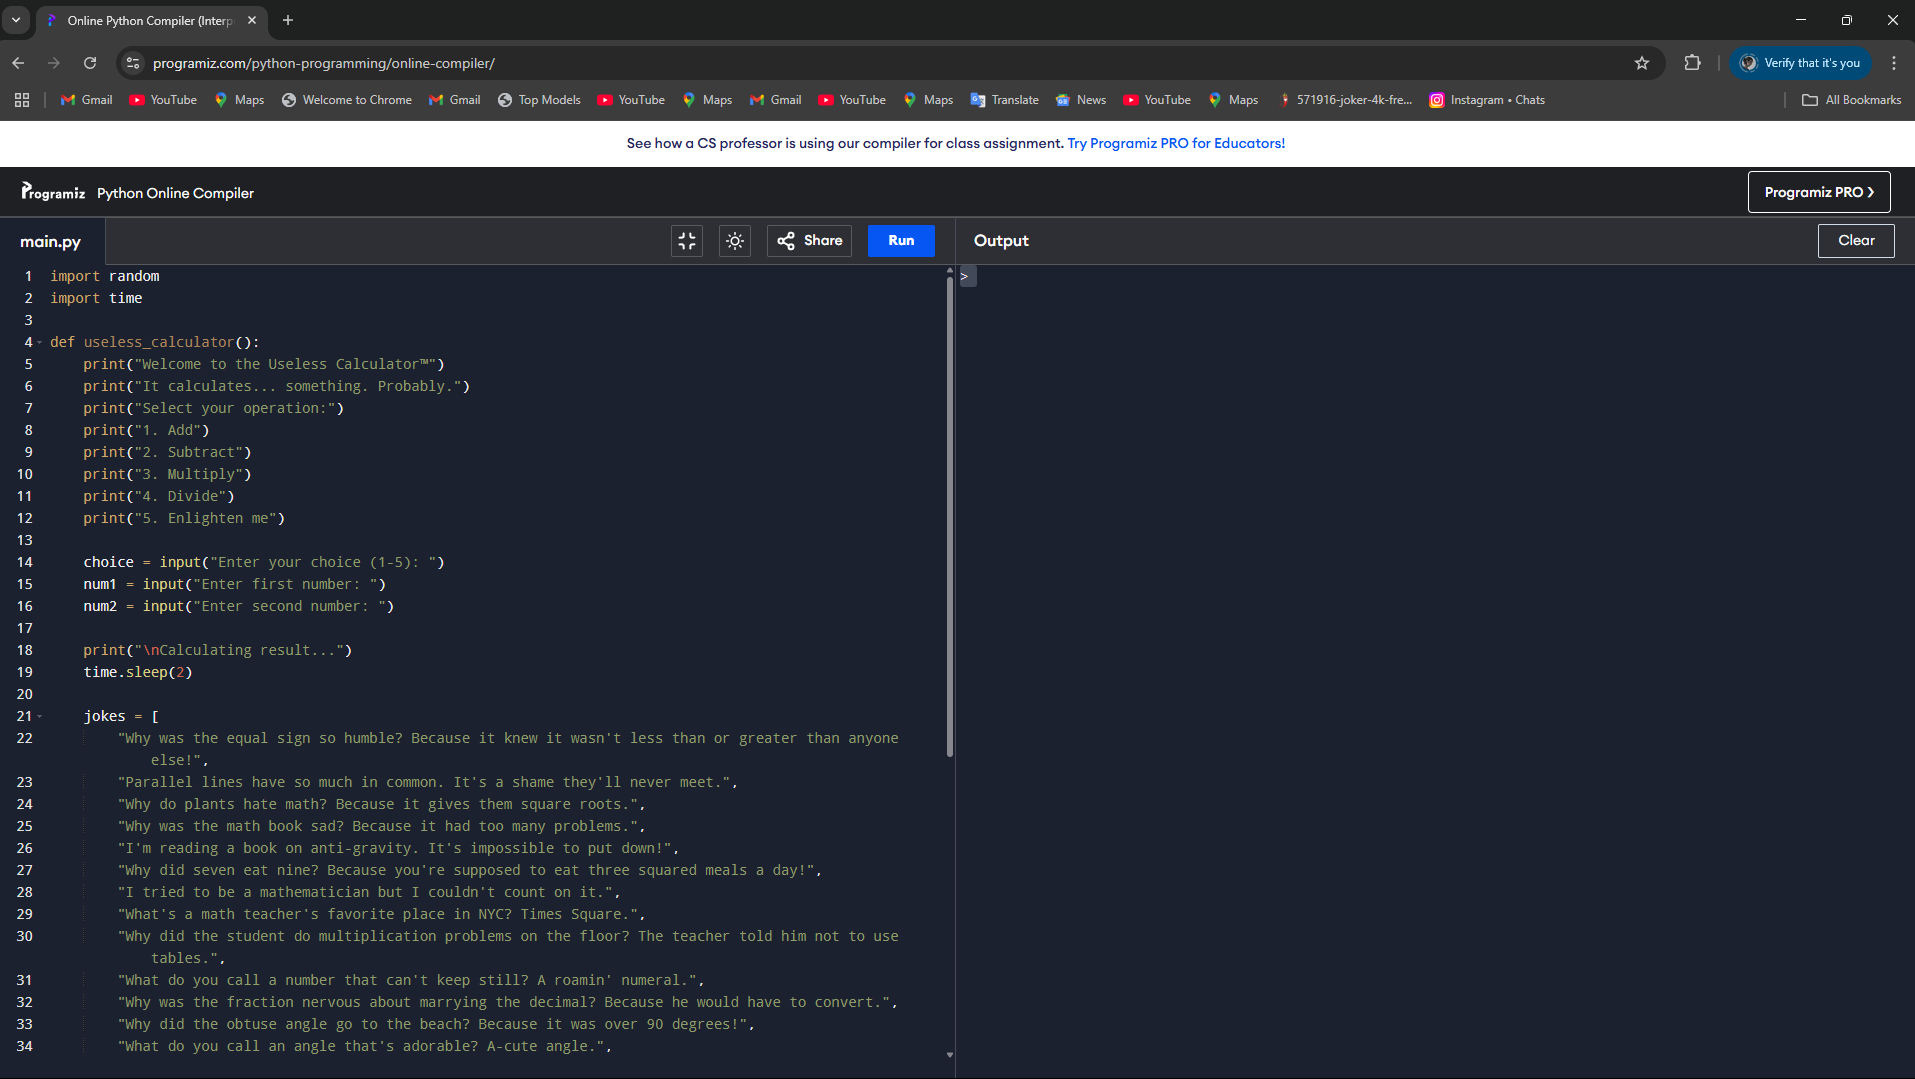 Online Python Compiler (Interp
programiz.com/python-programming/online-compiler/
Verify that it's you
Gmail YouTube Maps Welcome to Chrome Gmail Top Models YouTube Maps Gmail YouTube Maps Translate News YouTube Maps 571916-joker-4k-fre... Instagram • Chats All Bookmarks
See how a CS professor is using our compiler for class assignment. Try Programiz PRO for Educators!
Programiz Python Online Compiler
Programiz PRO ❯
main.py
Share
Run
Output
Clear
1 import random
2 import time
3
4 def useless_calculator():
5 print("Welcome to the Useless Calculator™")
6 print("It calculates... something. Probably.")
7 print("Select your operation:")
8 print("1. Add")
9 print("2. Subtract")
10 print("3. Multiply")
11 print("4. Divide")
12 print("5. Enlighten me")
13
14 choice = input("Enter your choice (1-5): ")
15 num1 = input("Enter first number: ")
16 num2 = input("Enter second number: ")
17
18 print("\nCalculating result...")
19 time.sleep(2)
20
21 jokes = [
22 "Why was the equal sign so humble? Because it knew it wasn't less than or greater than anyone
else!",
23 "Parallel lines have so much in common. It's a shame they'll never meet.",
24 "Why do plants hate math? Because it gives them square roots.",
25 "Why was the math book sad? Because it had too many problems.",
26 "I'm reading a book on anti-gravity. It's impossible to put down!",
27 "Why did seven eat nine? Because you're supposed to eat three squared meals a day!",
28 "I tried to be a mathematician but I couldn't count on it.",
29 "What's a math teacher's favorite place in NYC? Times Square.",
30 "Why did the student do multiplication problems on the floor? The teacher told him not to use
tables.",
31 "What do you call a number that can't keep still? A roamin' numeral.",
32 "Why was the fraction nervous about marrying the decimal? Because he would have to convert.",
33 "Why did the obtuse angle go to the beach? Because it was over 90 degrees!",
34 "What do you call an angle that's adorable? A-cute angle.",
>